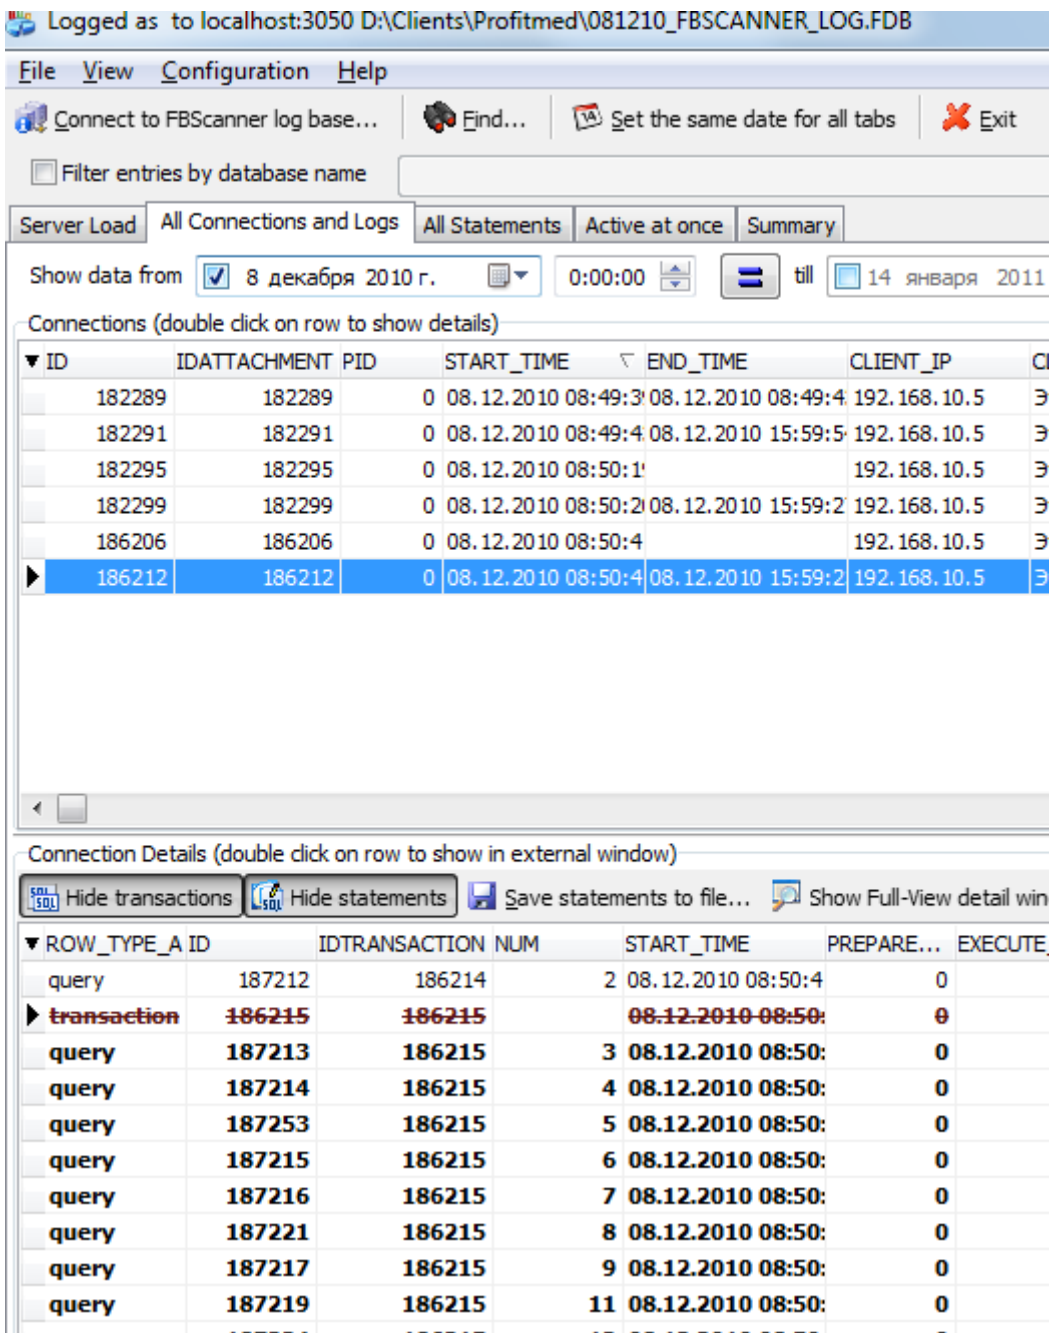 Logged as  to localhost:3050 D:\Clients\Profitmed\081210_FBSCANNER_LOG.FDB
File View Configuration Help
Connect to FBScanner log base... Find... Set the same date for all tabs Exit
Filter entries by database name
Server Load All Connections and Logs All Statements Active at once Summary
Show data from 8 декабря 2010 г. 0:00:00 till 14 января 2011
Connections (double click on row to show details)
ID IDATTACHMENT PID START_TIME END_TIME CLIENT_IP
182289 182289 0 08.12.2010 08:49:3 08.12.2010 08:49:4 192.168.10.5
182291 182291 0 08.12.2010 08:49:4 08.12.2010 15:59:5 192.168.10.5
182295 182295 0 08.12.2010 08:50:1 192.168.10.5
182299 182299 0 08.12.2010 08:50:2 08.12.2010 15:59:2 192.168.10.5
186206 186206 0 08.12.2010 08:50:4 192.168.10.5
186212 186212 0 08.12.2010 08:50:4 08.12.2010 15:59:2 192.168.10.5
Connection Details (double click on row to show in external window)
Hide transactions Hide statements Save statements to file... Show Full-View detail win
ROW_TYPE_A ID IDTRANSACTION NUM START_TIME PREPARE... EXECUTE_
query 187212 186214 2 08.12.2010 08:50:4 0
transaction 186215 186215 08.12.2010 08:50: 0
query 187213 186215 3 08.12.2010 08:50: 0
query 187214 186215 4 08.12.2010 08:50: 0
query 187253 186215 5 08.12.2010 08:50: 0
query 187215 186215 6 08.12.2010 08:50: 0
query 187216 186215 7 08.12.2010 08:50: 0
query 187221 186215 8 08.12.2010 08:50: 0
query 187217 186215 9 08.12.2010 08:50: 0
query 187219 186215 11 08.12.2010 08:50: 0